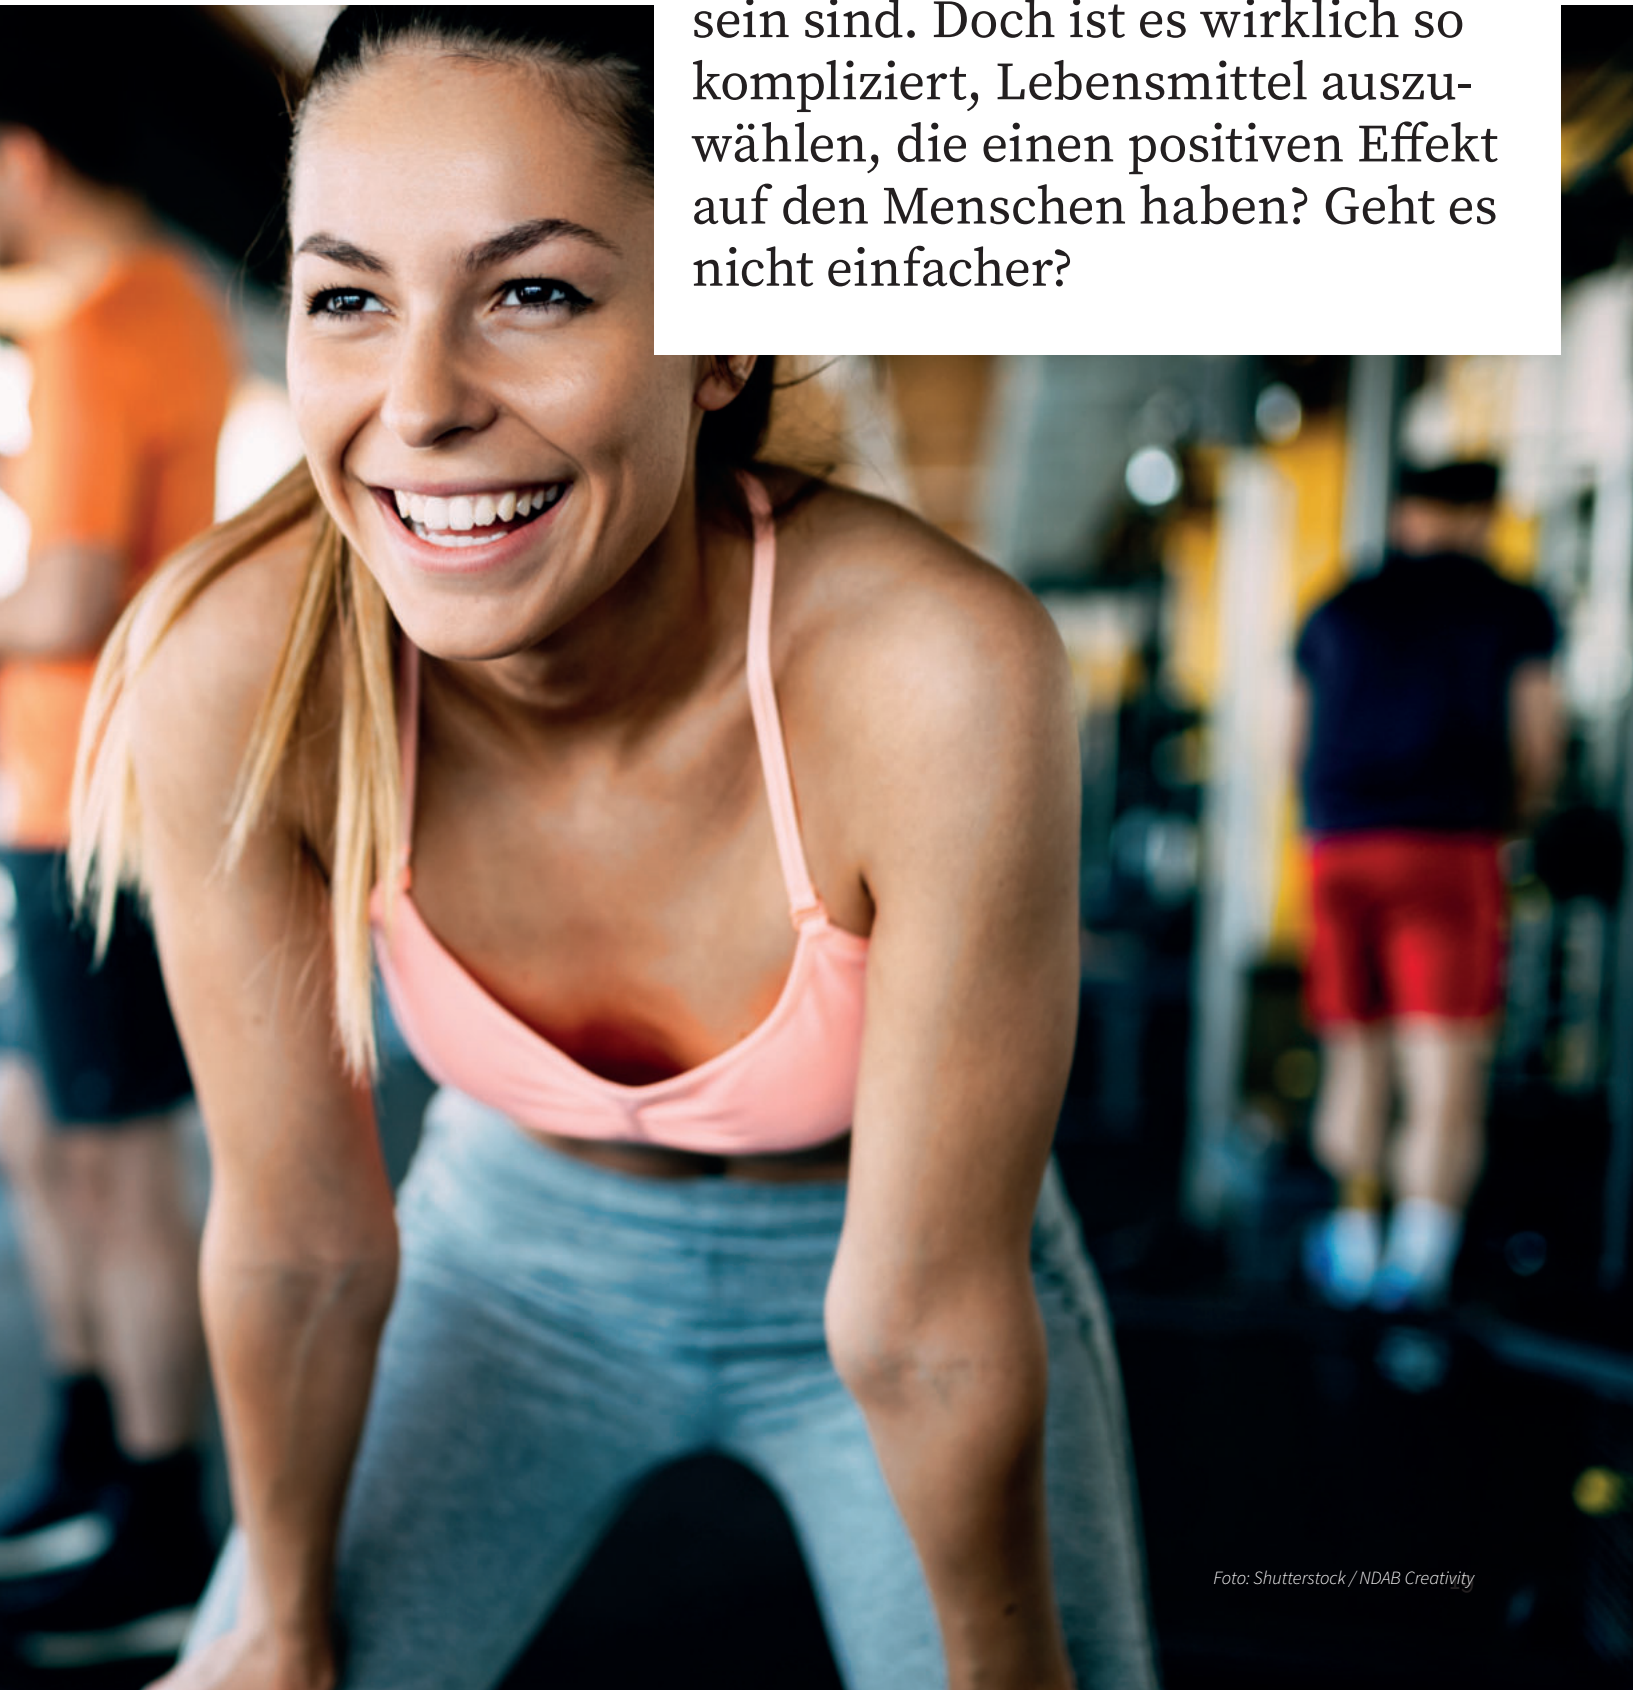 sein sind. Doch ist es wirklich so
kompliziert, Lebensmittel auszu-
wählen, die einen positiven Effekt
auf den Menschen haben? Geht es
nicht einfacher?
Foto: Shutterstock / NDAB Creativity